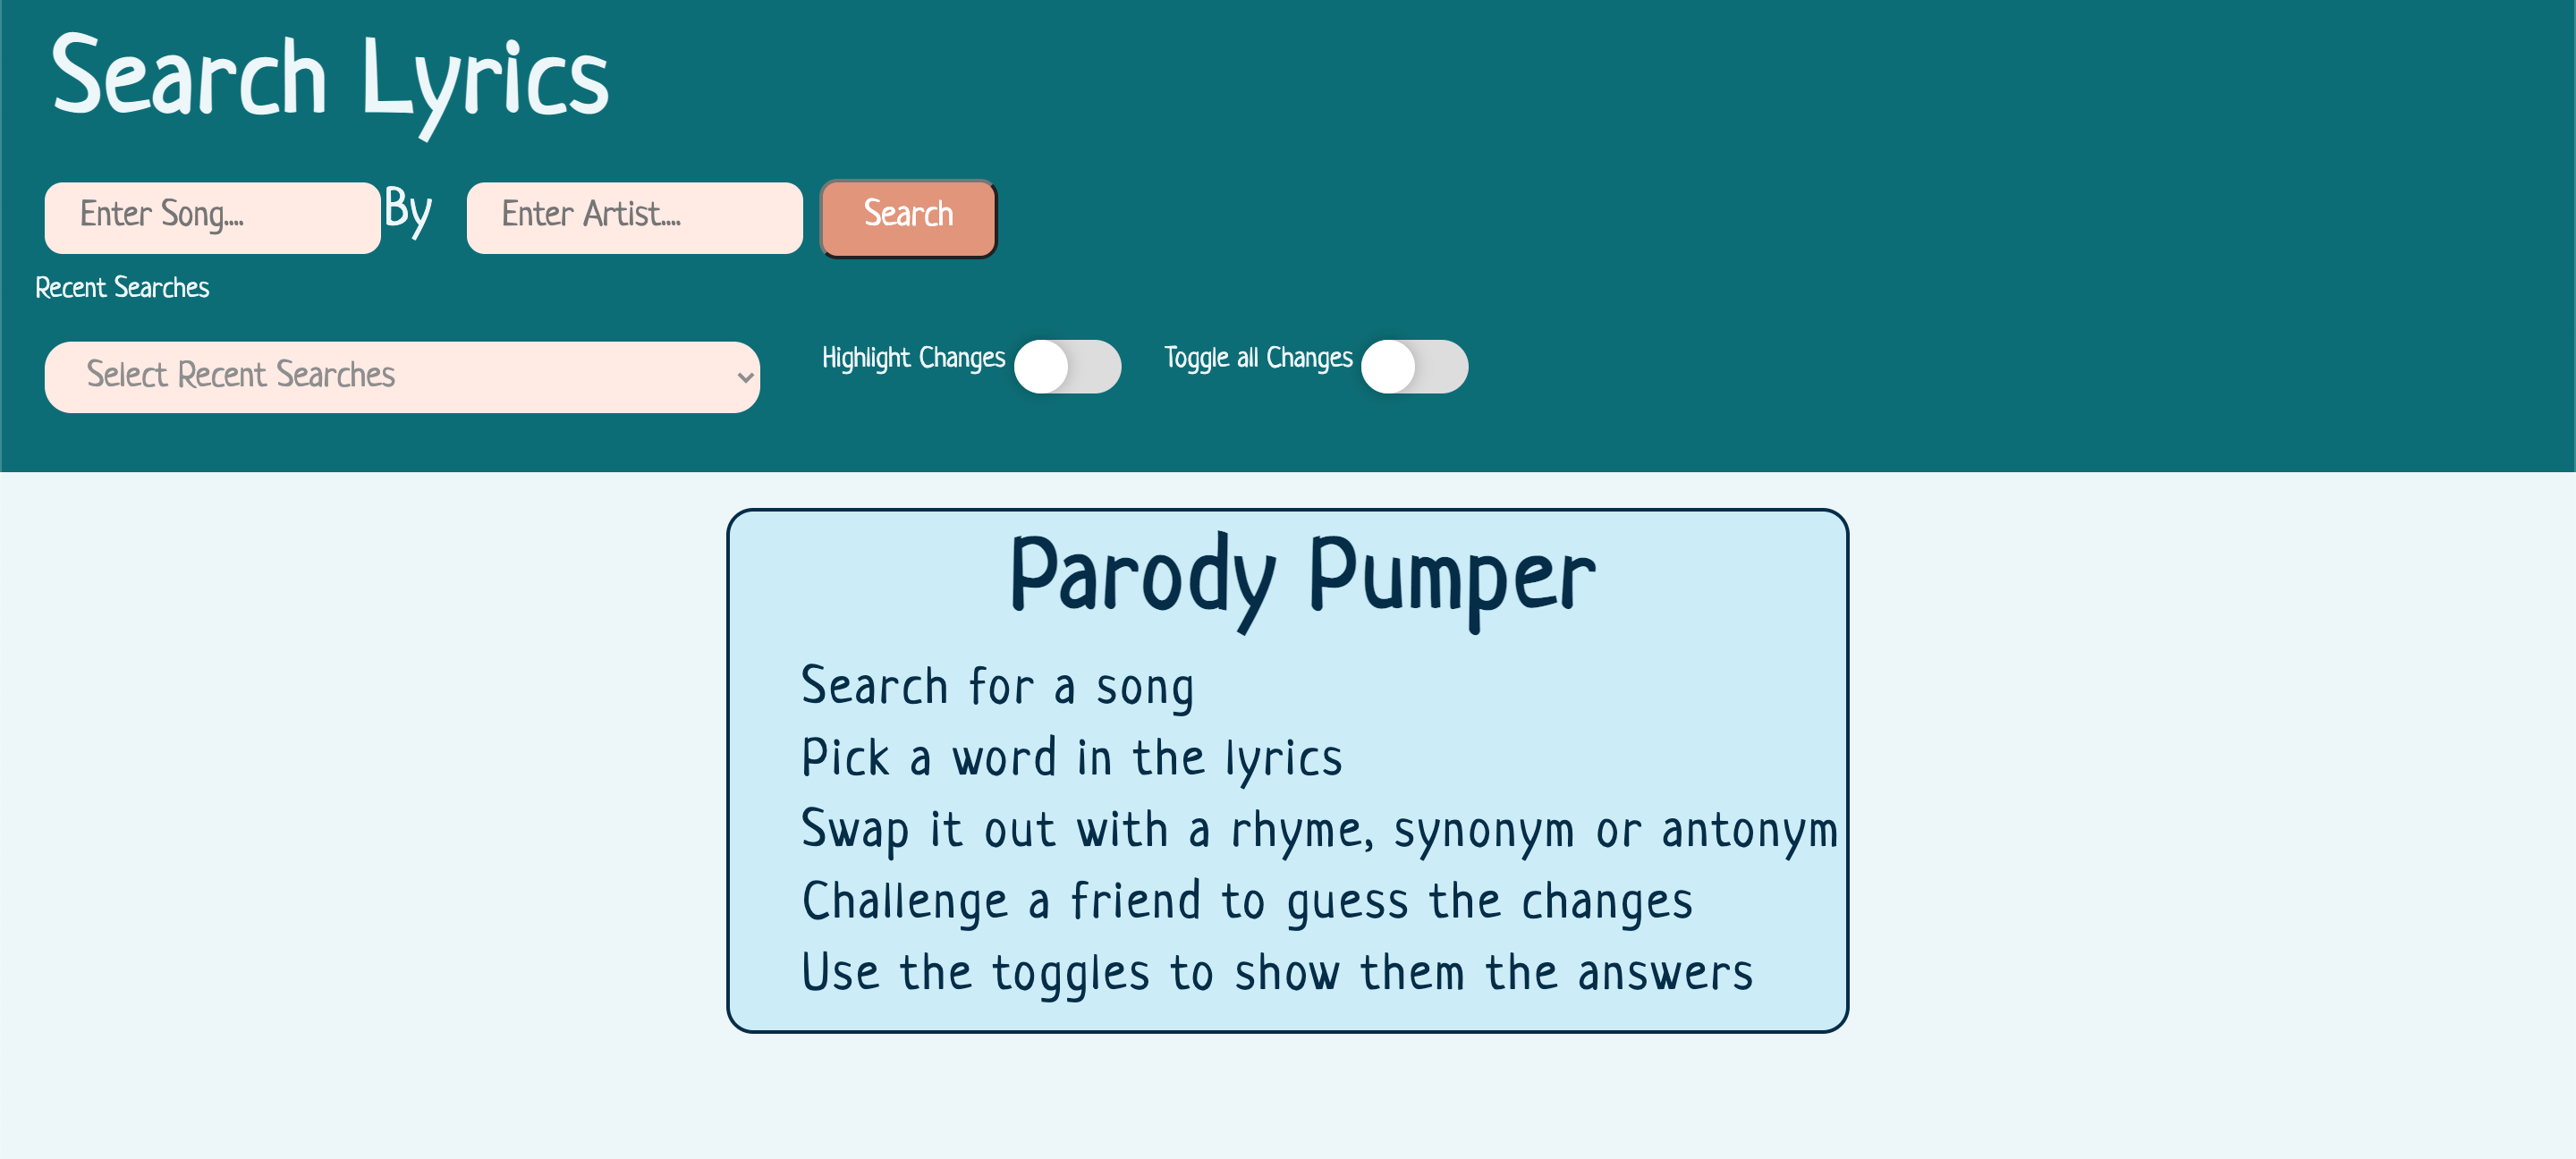 Search Lyrics
Enter Song.... By Enter Artist.... Search
Recent Searches
Select Recent Searches Highlight Changes Toggle all Changes
Parody Pumper
Search for a song
Pick a word in the lyrics
Swap it out with a rhyme, synonym or antonym
Challenge a friend to guess the changes
Use the toggles to show them the answers